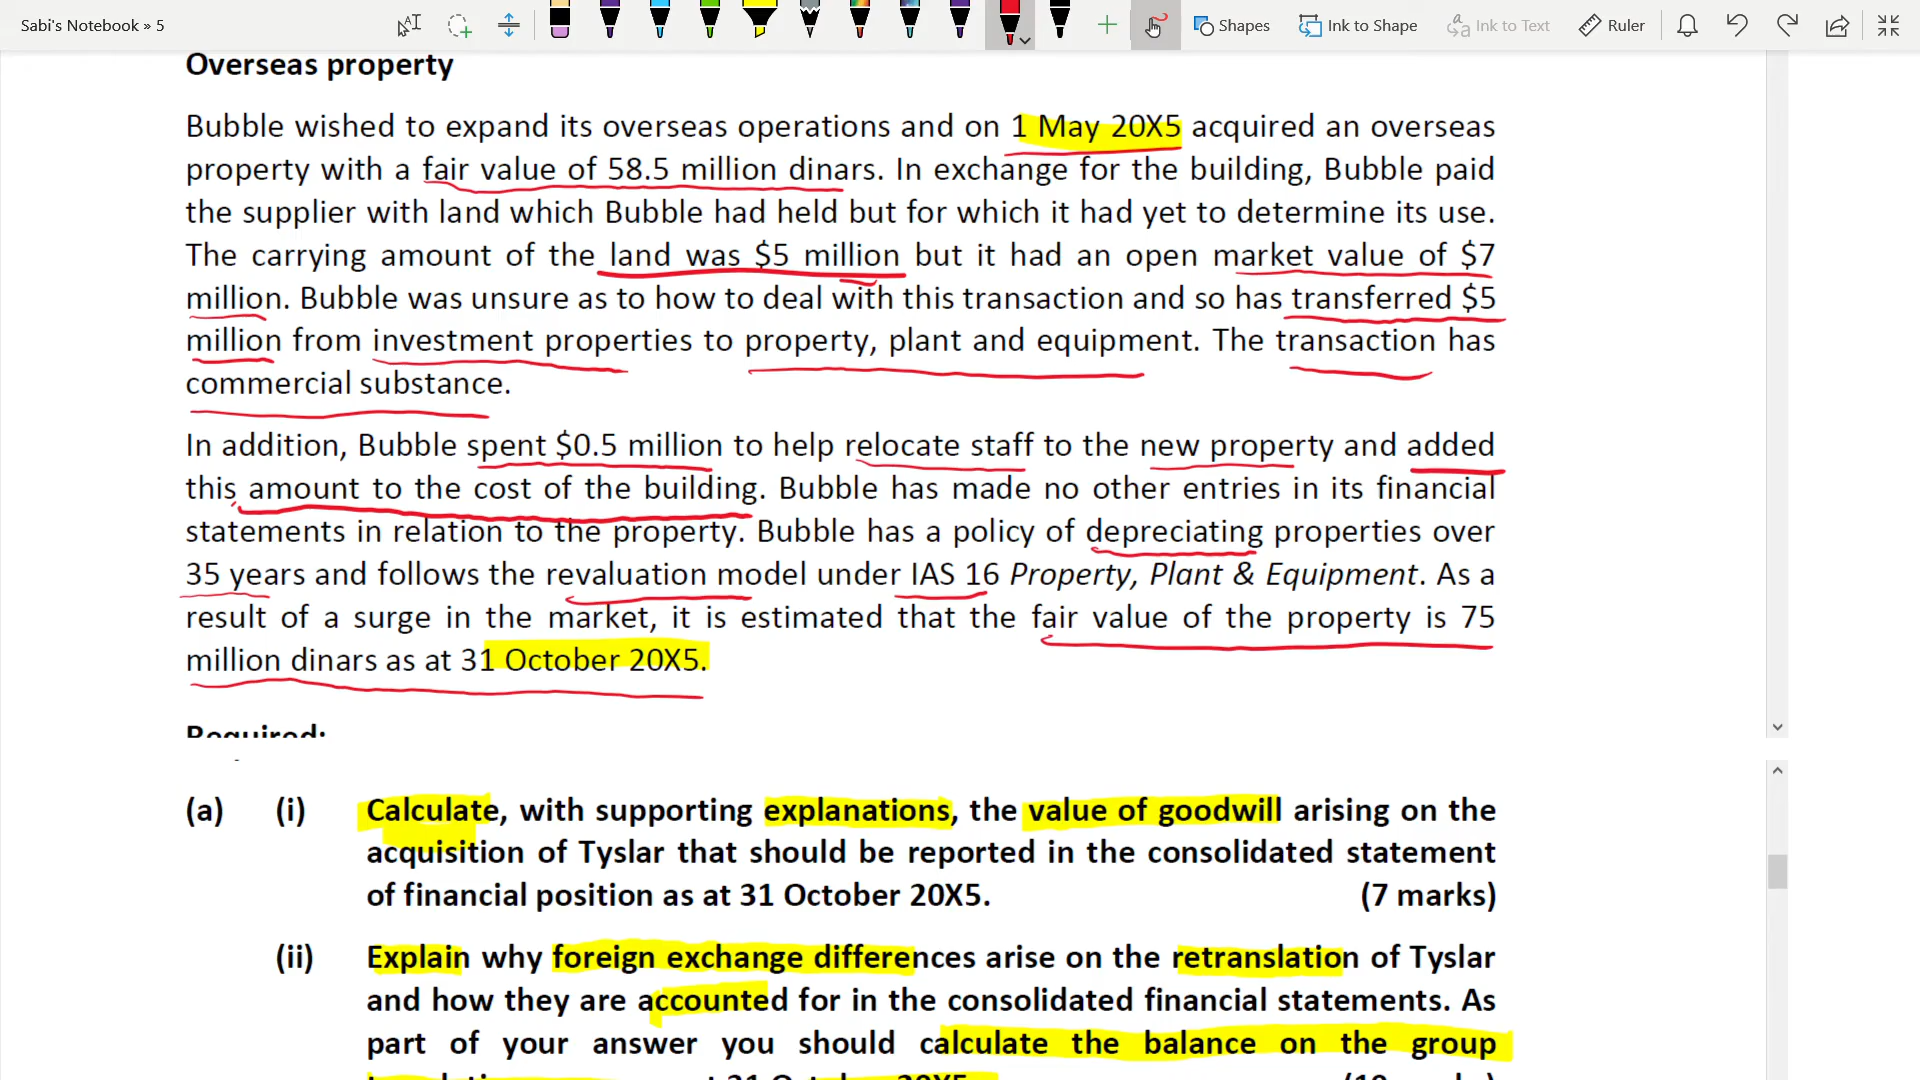 Sabi's Notebook » 5
Shapes
Ink to Shape
Ink to Text
Ruler
Overseas property
Bubble wished to expand its overseas operations and on 1 May 20X5 acquired an overseas
property with a fair value of 58.5 million dinars. In exchange for the building, Bubble paid
the supplier with land which Bubble had held but for which it had yet to determine its use.
The carrying amount of the land was $5 million but it had an open market value of $7
million. Bubble was unsure as to how to deal with this transaction and so has transferred $5
million from investment properties to property, plant and equipment. The transaction has
commercial substance.
In addition, Bubble spent $0.5 million to help relocate staff to the new property and added
this amount to the cost of the building. Bubble has made no other entries in its financial
statements in relation to the property. Bubble has a policy of depreciating properties over
35 years and follows the revaluation model under IAS 16 Property, Plant & Equipment. As a
result of a surge in the market, it is estimated that the fair value of the property is 75
million dinars as at 31 October 20X5.
Required:
(a) (i) Calculate, with supporting explanations, the value of goodwill arising on the
acquisition of Tyslar that should be reported in the consolidated statement
of financial position as at 31 October 20X5. (7 marks)
(ii) Explain why foreign exchange differences arise on the retranslation of Tyslar
and how they are accounted for in the consolidated financial statements. As
part of your answer you should calculate the balance on the group